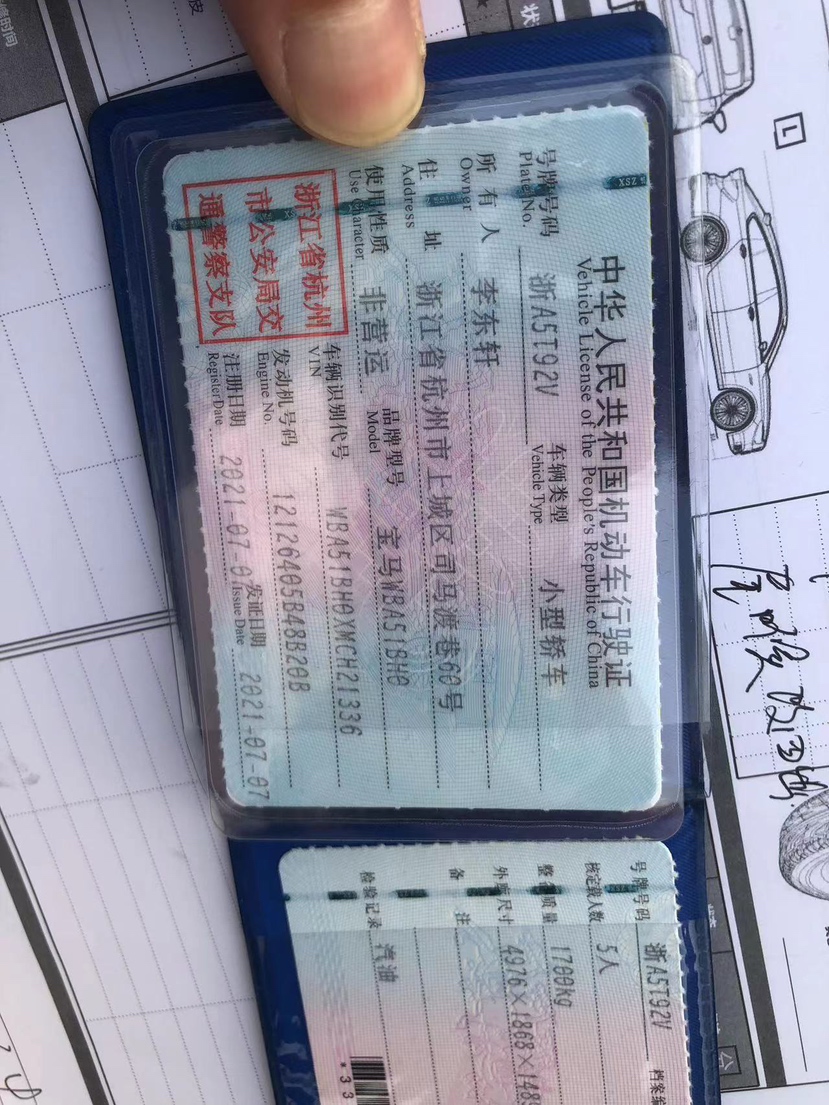 中华人民共和国机动车行驶证
Vehicle License of the People's Republic of China
号牌号码 浙A5T92V 车辆类型 小型轿车
Plate No. Vehicle Type
所有人 李东轩
Owner
住址 浙江省杭州市上城区司马渡巷60号
Address
使用性质 非营运 品牌型号 宝马WBA51BH0
Use Character Model
浙江省杭州
市公安局交
通警察支队
车辆识别代号 WBA51BH0XMCH21336
VIN
发动机号码 12126405B48B20B
Engine No.
注册日期 2021-07-0 发证日期 2021-07-07
Register Date Issue Date
号牌号码 浙A5T92V 档案编
核定载人数 5人
整备质量 1700kg
外廓尺寸 4976×1868×148
备注
检验记录 汽油
*33
L
状
时间